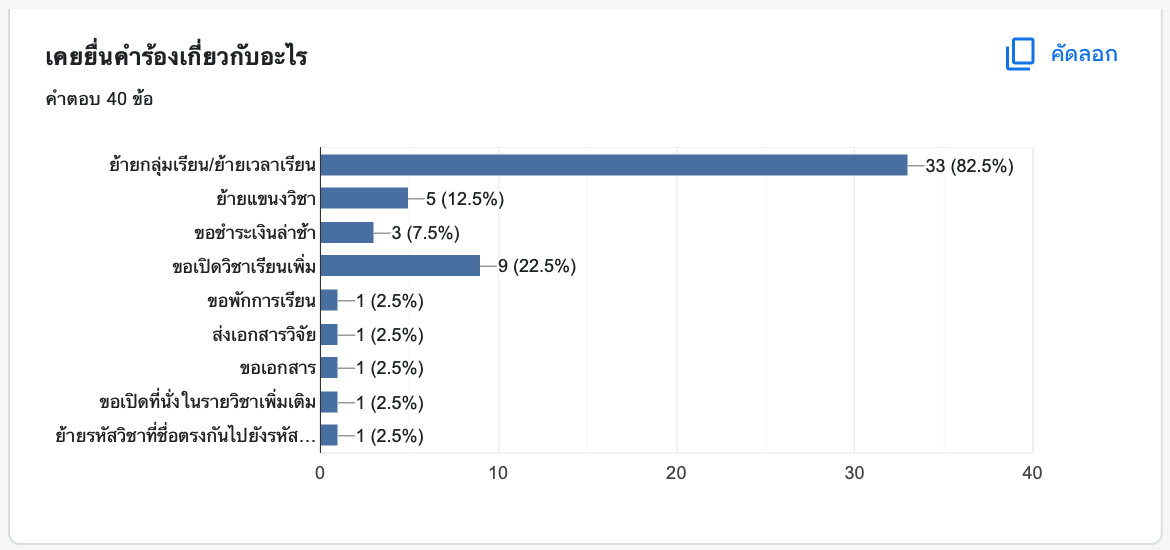 เคยยื่นคำร้องเกี่ยวกับอะไร
คัดลอก
คำตอบ 40 ข้อ
ย้ายกลุ่มเรียน/ย้ายเวลาเรียน 33 (82.5%)
ย้ายแขนงวิชา 5 (12.5%)
ขอชำระเงินล่าช้า 3 (7.5%)
ขอเปิดวิชาเรียนเพิ่ม 9 (22.5%)
ขอพักการเรียน 1 (2.5%)
ส่งเอกสารวิจัย 1 (2.5%)
ขอเอกสาร 1 (2.5%)
ขอเปิดที่นั่งในรายวิชาเพิ่มเติม 1 (2.5%)
ย้ายรหัสวิชาที่ชื่อตรงกันไปยังรหัส... 1 (2.5%)
0 10 20 30 40